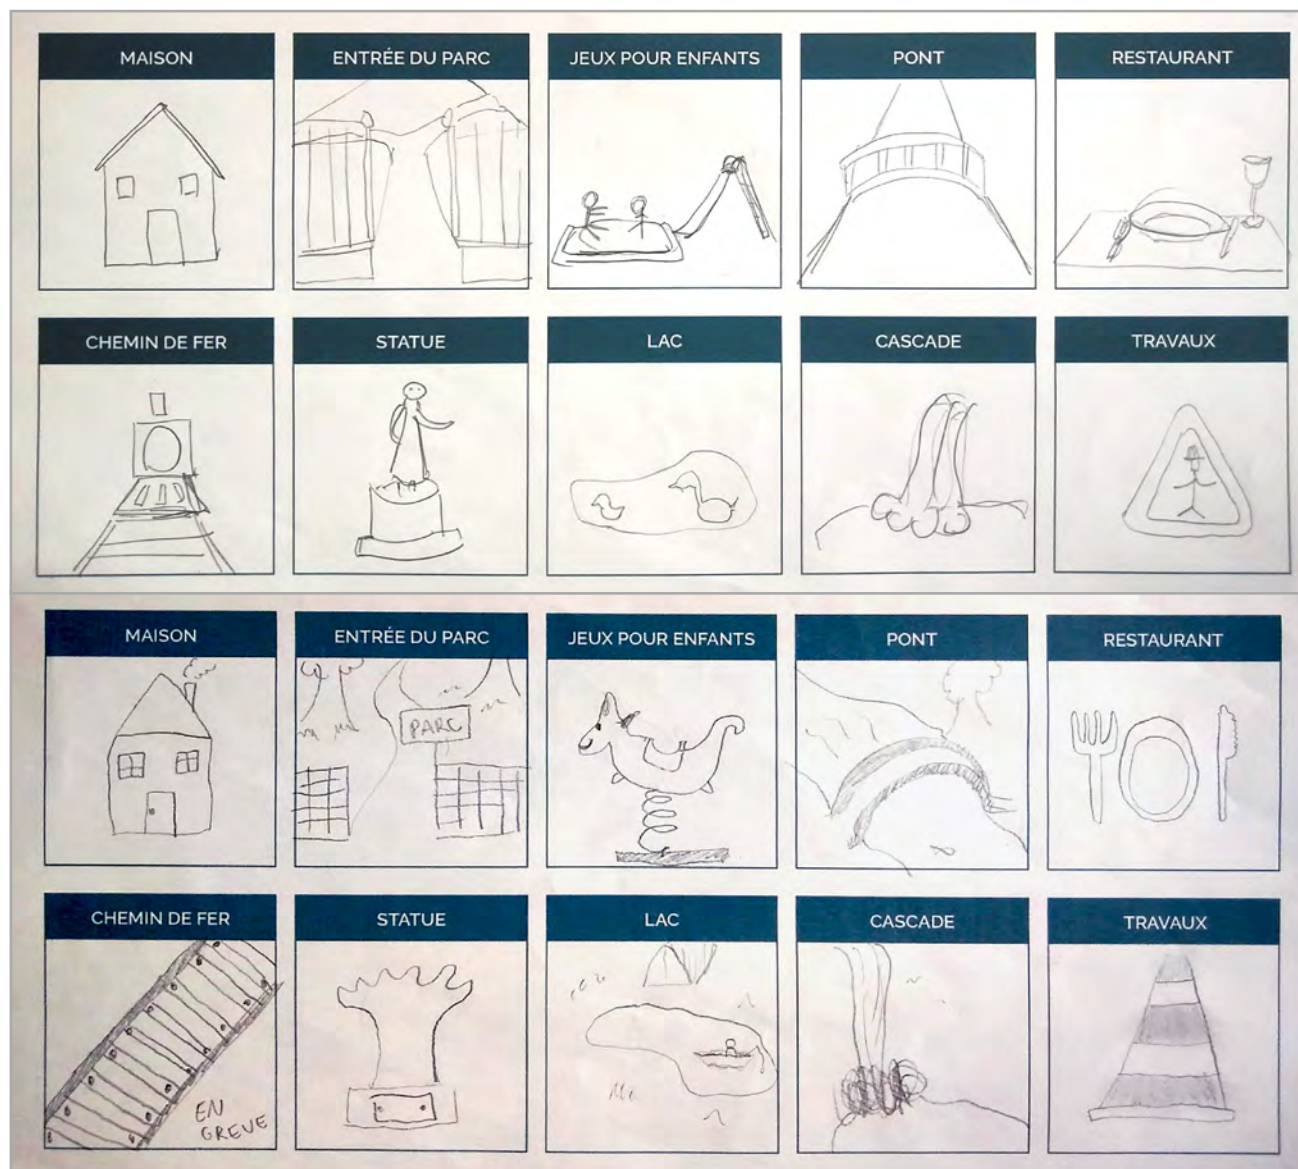 MAISON
ENTRÉE DU PARC
JEUX POUR ENFANTS
PONT
RESTAURANT
CHEMIN DE FER
STATUE
LAC
CASCADE
TRAVAUX
MAISON
ENTRÉE DU PARC
JEUX POUR ENFANTS
PONT
RESTAURANT
PARC
CHEMIN DE FER
STATUE
LAC
CASCADE
TRAVAUX
EN
GREVE